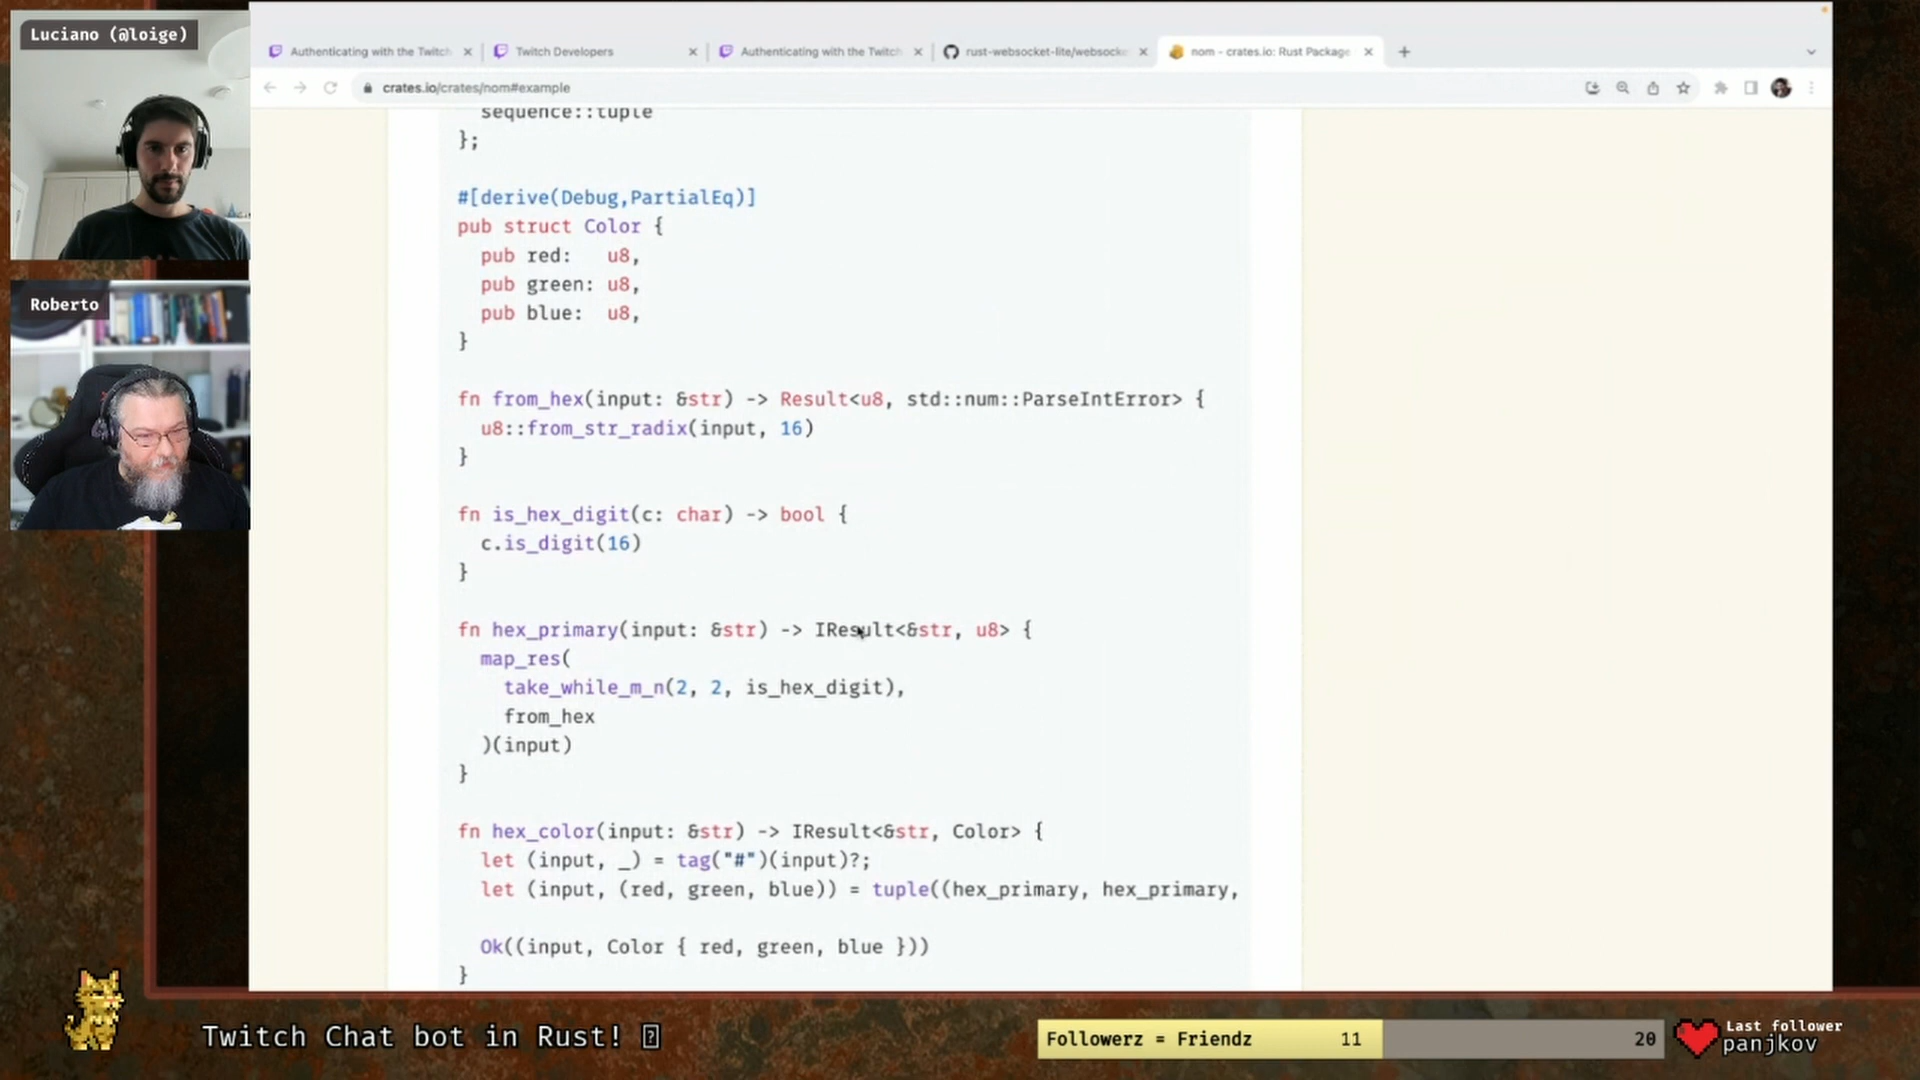 Luciano (@loige)
Roberto
Authenticating with the Twitch
Twitch Developers
Authenticating with the Twitch
rust-websocket-lite/websocke
nom - crates.io: Rust Package
crates.io/crates/nom#example
sequence::tuple
};
#[derive(Debug,PartialEq)]
pub struct Color {
  pub red:   u8,
  pub green: u8,
  pub blue:  u8,
}
fn from_hex(input: &str) -> Result<u8, std::num::ParseIntError> {
  u8::from_str_radix(input, 16)
}
fn is_hex_digit(c: char) -> bool {
  c.is_digit(16)
}
fn hex_primary(input: &str) -> IResult<&str, u8> {
  map_res(
    take_while_m_n(2, 2, is_hex_digit),
    from_hex
  )(input)
}
fn hex_color(input: &str) -> IResult<&str, Color> {
  let (input, _) = tag("#")(input)?;
  let (input, (red, green, blue)) = tuple((hex_primary, hex_primary,
  Ok((input, Color { red, green, blue }))
}
Twitch Chat bot in Rust!
Followerz = Friendz 11 20
Last follower
panjkov